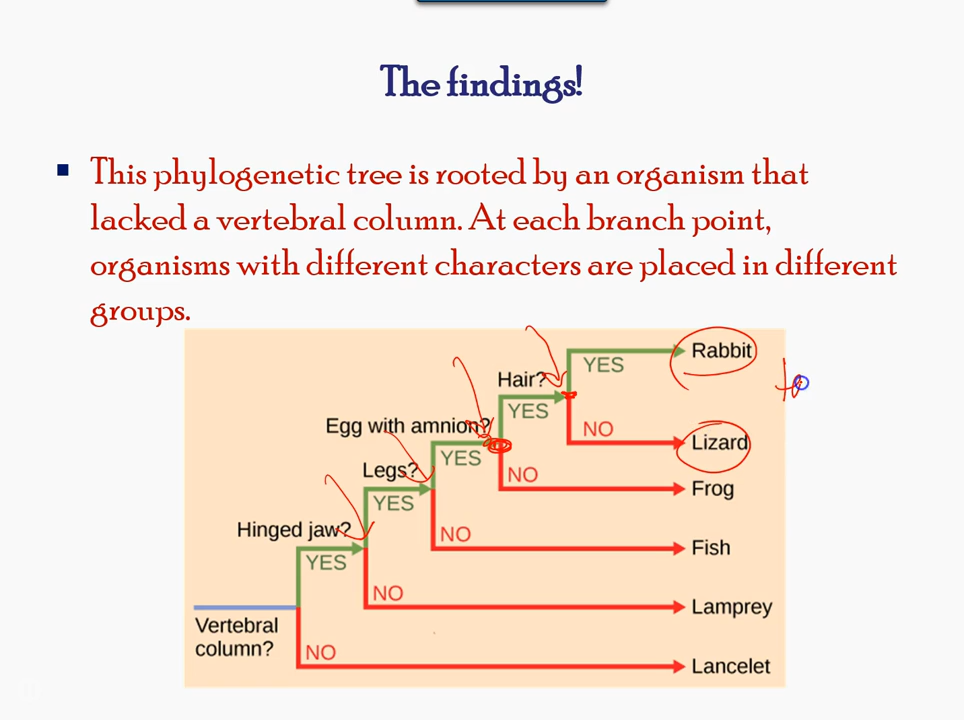 The findings!
This phylogenetic tree is rooted by an organism that
lacked a vertebral column. At each branch point,
organisms with different characters are placed in different
groups.
Rabbit
YES
Hair?
YES
NO
Lizard
Egg with amnion?
YES
NO
Frog
Legs?
YES
NO
Fish
Hinged jaw?
YES
NO
Lamprey
Vertebral
column?
NO
Lancelet